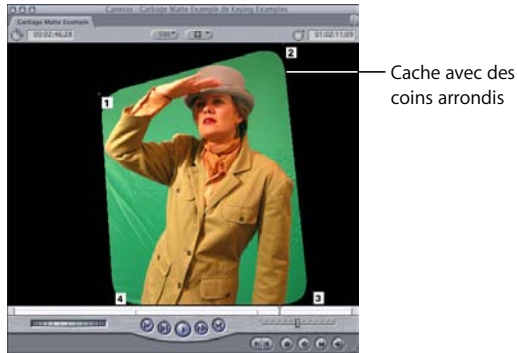 Canvas : Garbage Matte Example de Keying Examples
Garbage Matte Example
00:02:46;28
01:02:11;09
2
1
Cache avec des
coins arrondis
4
3